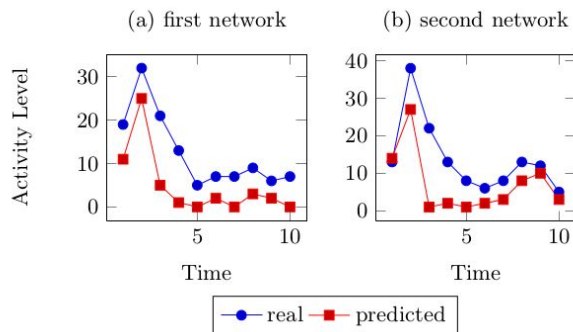 (a) first network
(b) second network
Activity Level
30
20
10
0
5
10
Time
40
30
20
10
0
5
10
Time
real
predicted